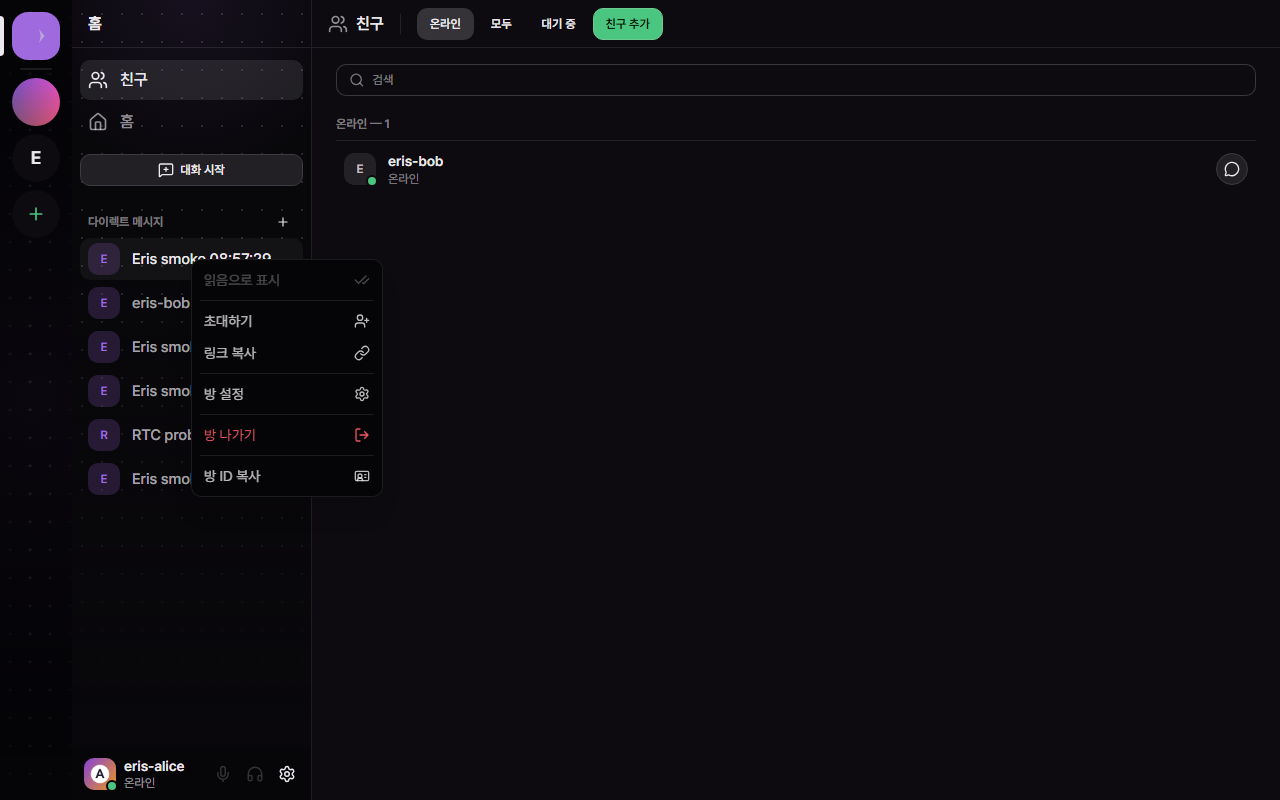 홈
친구
홈
대화 시작
다이렉트 메시지
Eris smoke 08:57:29
eris-bob
Eris
Eris
RTC
Eris
E
E
E
E
E
R
E
읽음으로 표시
초대하기
링크 복사
방 설정
방 나가기
방 ID 복사
A
eris-alice
온라인
친구
온라인
모두
대기 중
친구 추가
검색
온라인 — 1
E
eris-bob
온라인